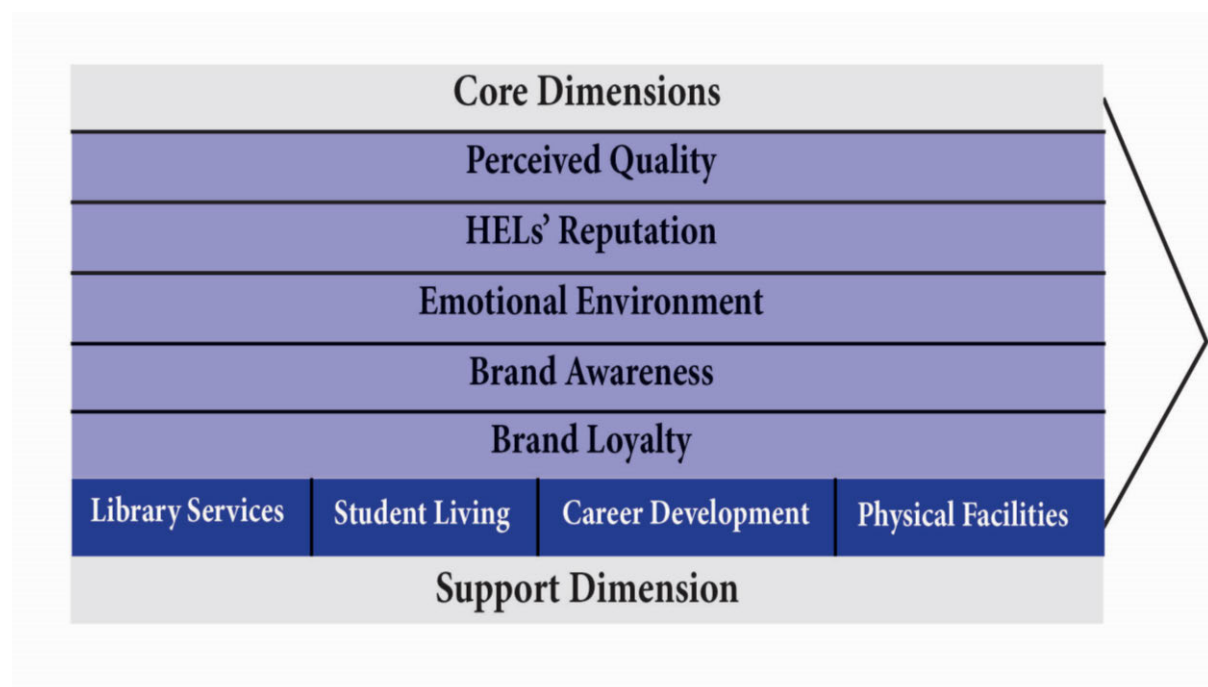 Core Dimensions
Perceived Quality
HELs’ Reputation
Emotional Environment
Brand Awareness
Brand Loyalty
Library Services
Student Living
Career Development
Physical Facilities
Support Dimension